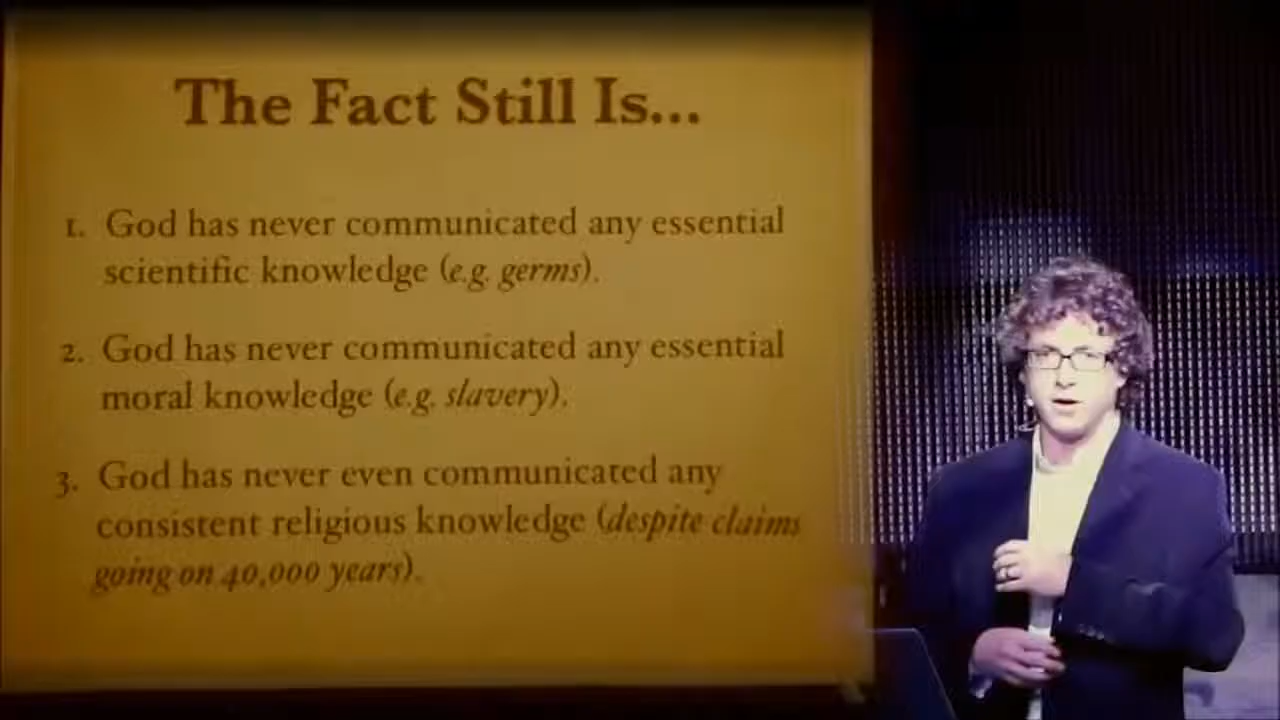 The Fact Still Is...
1. God has never communicated any essential
scientific knowledge (e.g. germs).
2. God has never communicated any essential
moral knowledge (e.g. slavery).
3. God has never even communicated any
consistent religious knowledge (despite claims
going on 40,000 years).